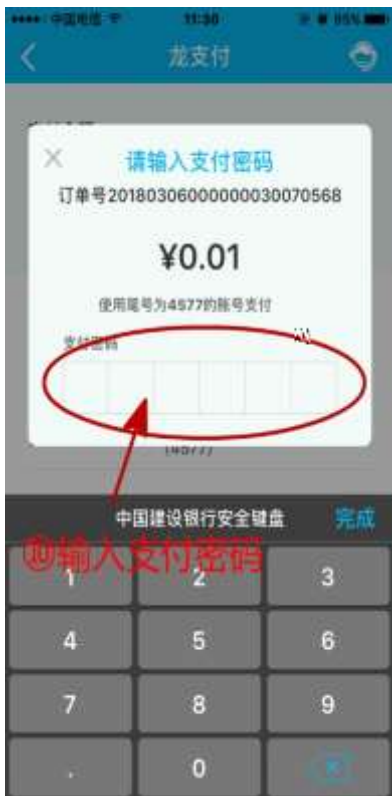 中国电信 11:30 95%
龙支付
请输入支付密码
订单号20180306000000030070568
¥0.01
使用尾号为4577的账号支付
支付密码
(4577)
中国建设银行安全键盘 完成
⑩输入支付密码
1 2 3
4 5 6
7 8 9
. 0